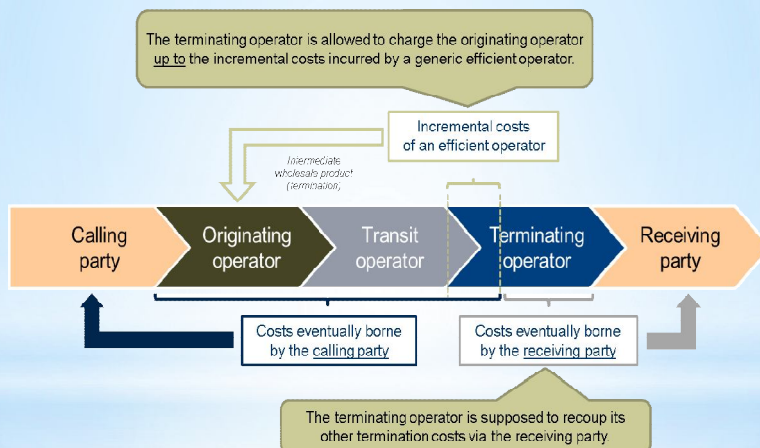 The terminating operator is allowed to charge the originating operator
up to the incremental costs incurred by a generic efficient operator.
Incremental costs
of an efficient operator
Intermediate
wholesale product
(termination)
Calling
party
Originating
operator
Transit
operator
Terminating
operator
Receiving
party
Costs eventually borne
by the calling party
Costs eventually borne
by the receiving party
The terminating operator is supposed to recoup its
other termination costs via the receiving party.